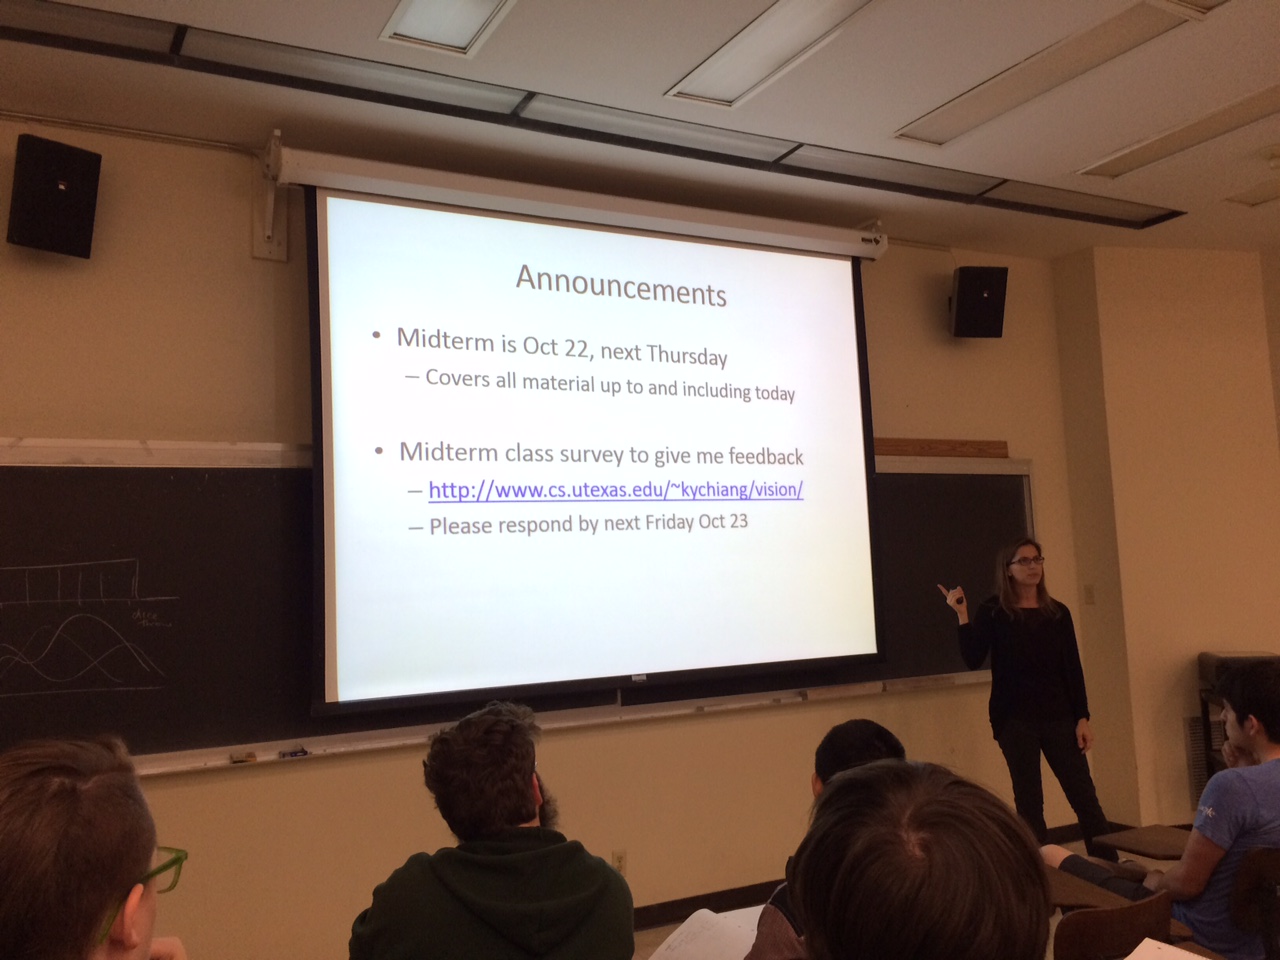 Announcements
• Midterm is Oct 22, next Thursday
– Covers all material up to and including today
• Midterm class survey to give me feedback
– http://www.cs.utexas.edu/~kychiang/vision/
– Please respond by next Friday Oct 23